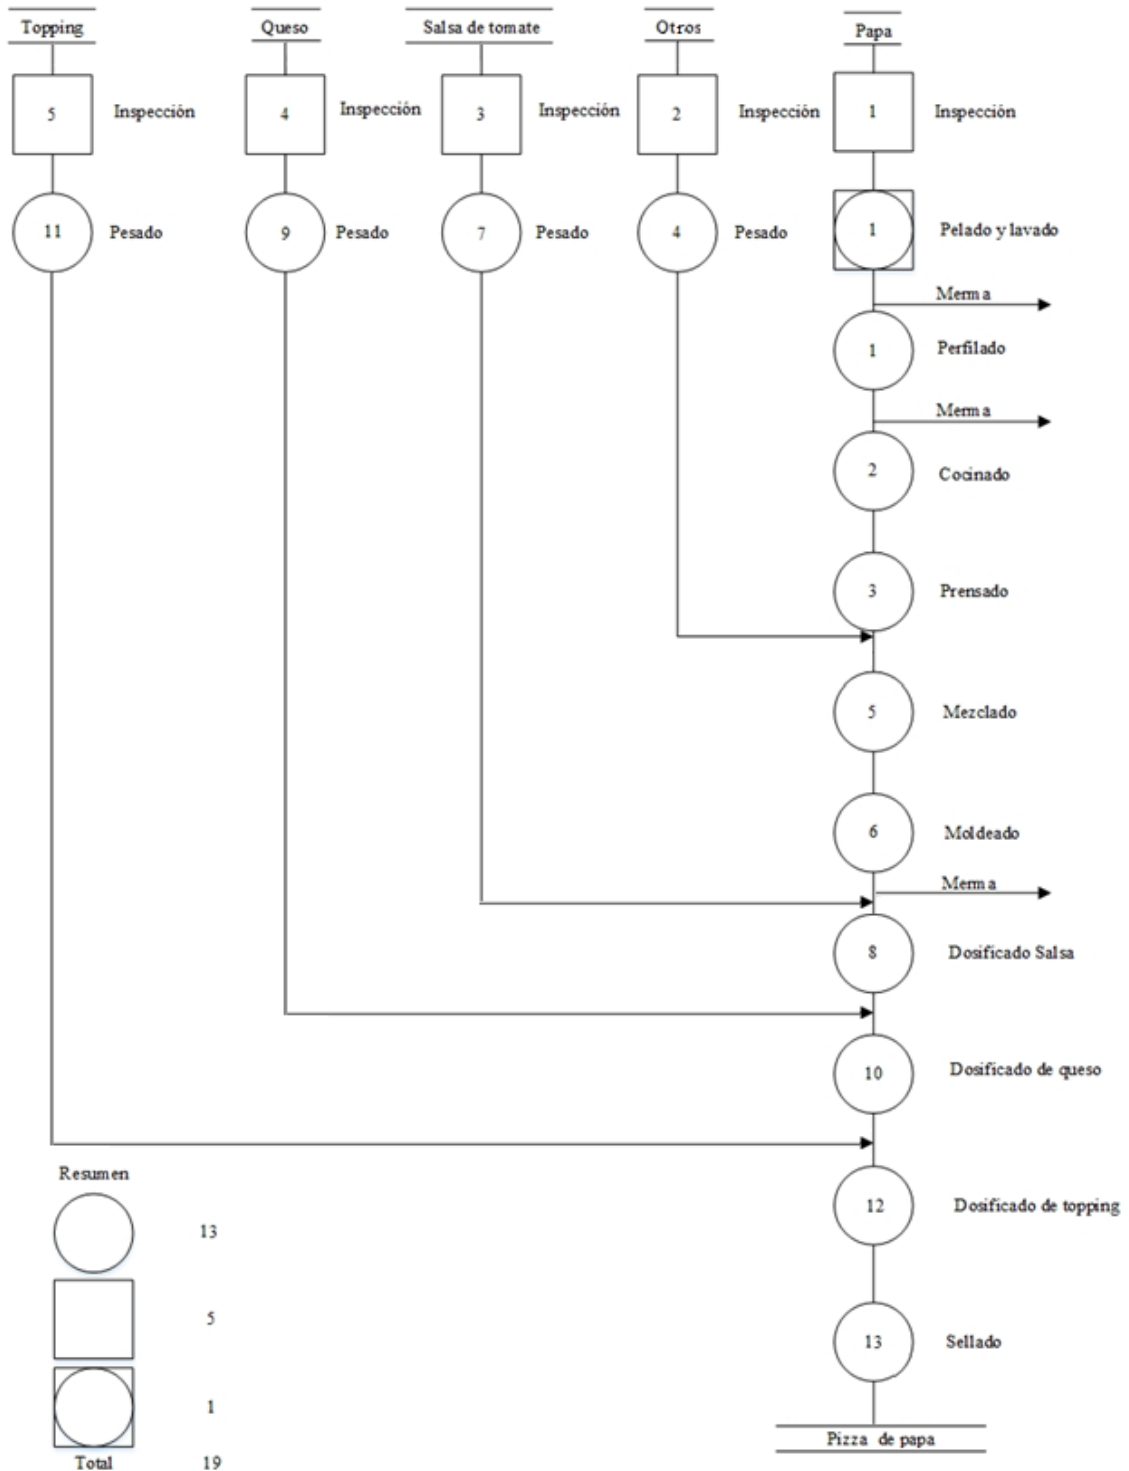 Topping
Queso
Salsa de tomate
Otros
Papa
5
Inspección
4
Inspección
3
Inspección
2
Inspección
1
Inspección
11
Pesado
9
Pesado
7
Pesado
4
Pesado
1
Pelado y lavado
Merma
1
Perfilado
Merma
2
Cocinado
3
Prensado
5
Mezclado
6
Moldeado
Merma
8
Dosificado Salsa
10
Dosificado de queso
12
Dosificado de topping
13
Sellado
Pizza de papa
Resumen
13
5
1
Total 19